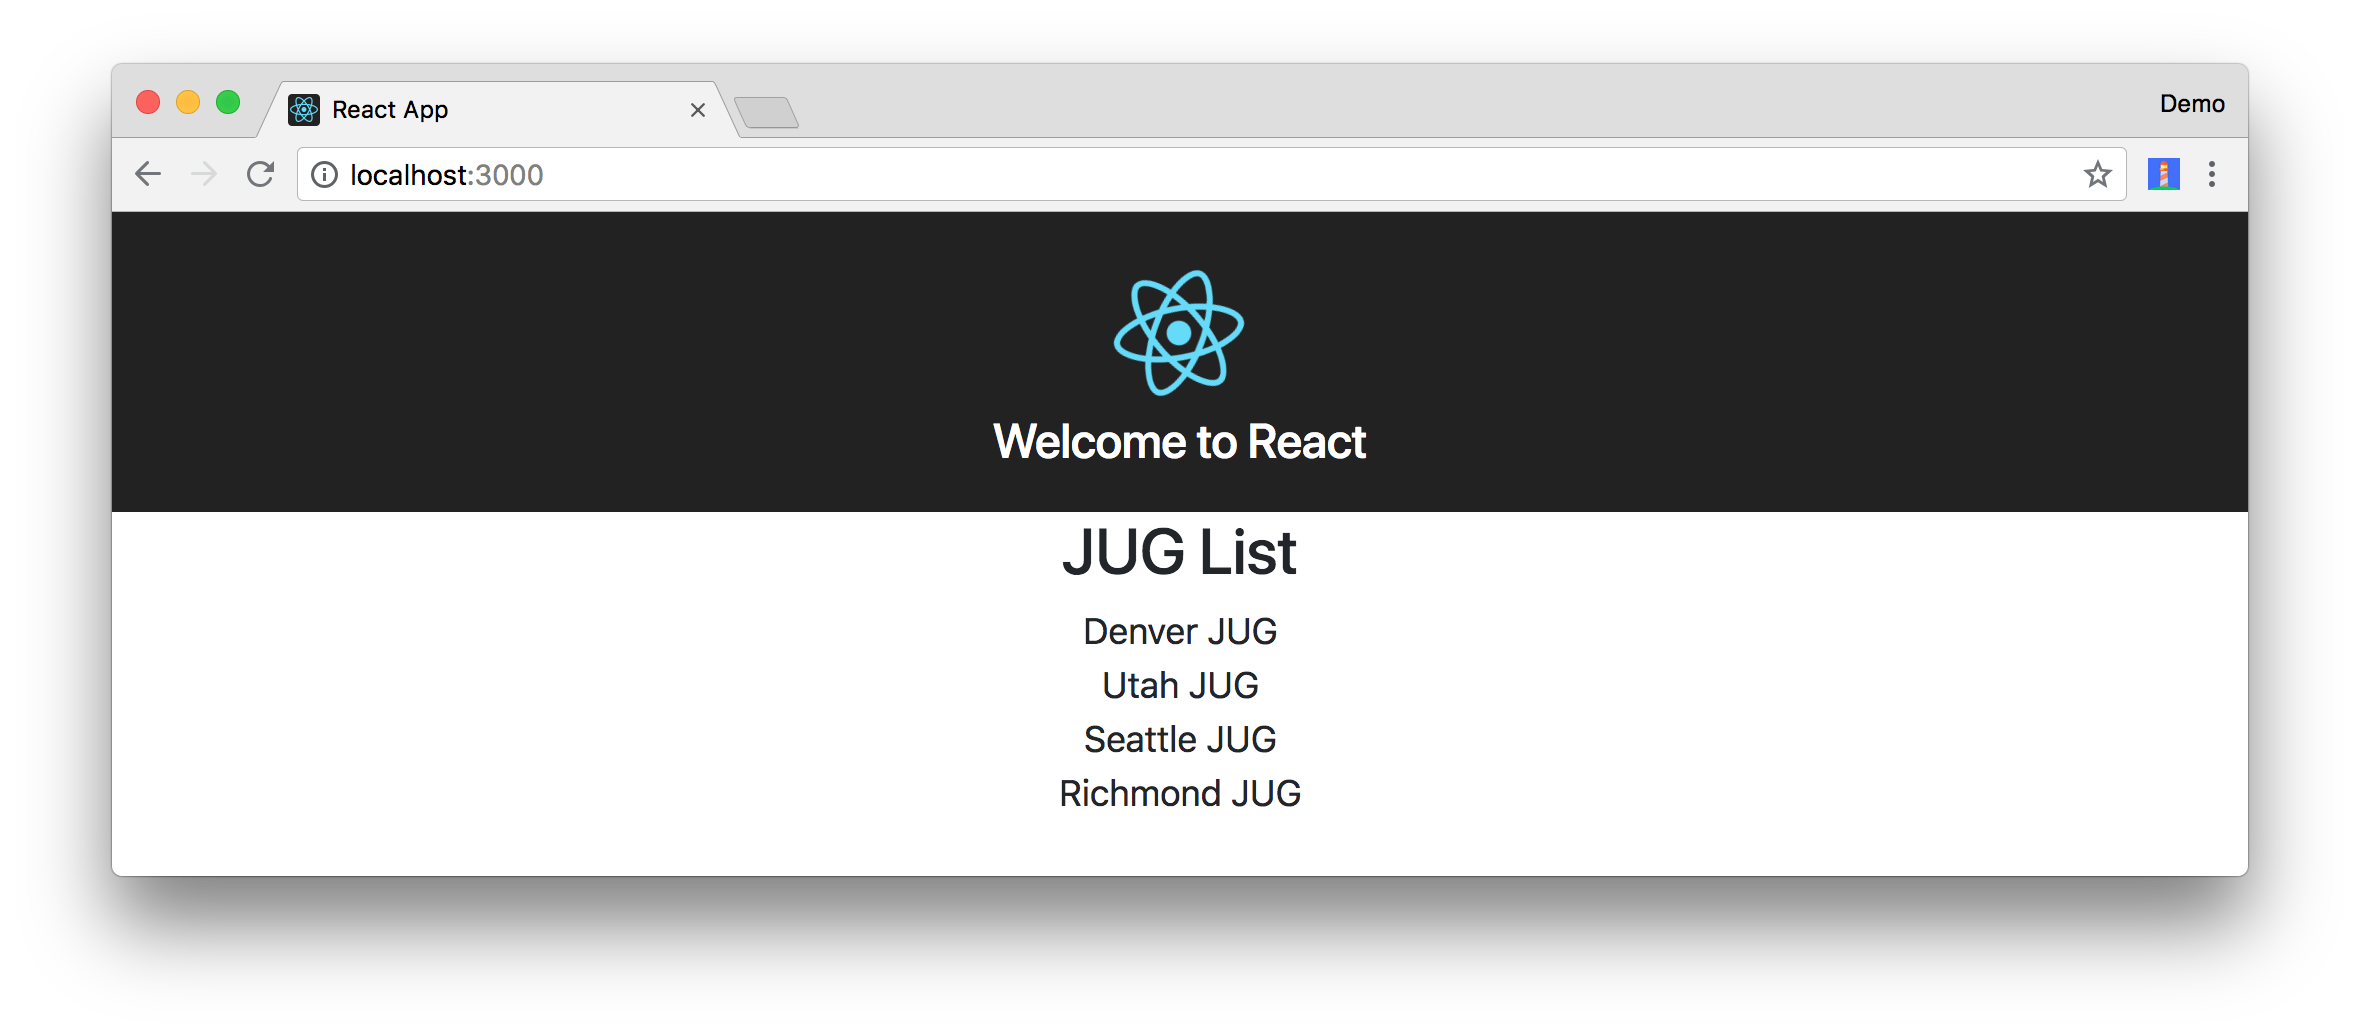 React App
Demo
localhost:3000
Welcome to React
JUG List
Denver JUG
Utah JUG
Seattle JUG
Richmond JUG